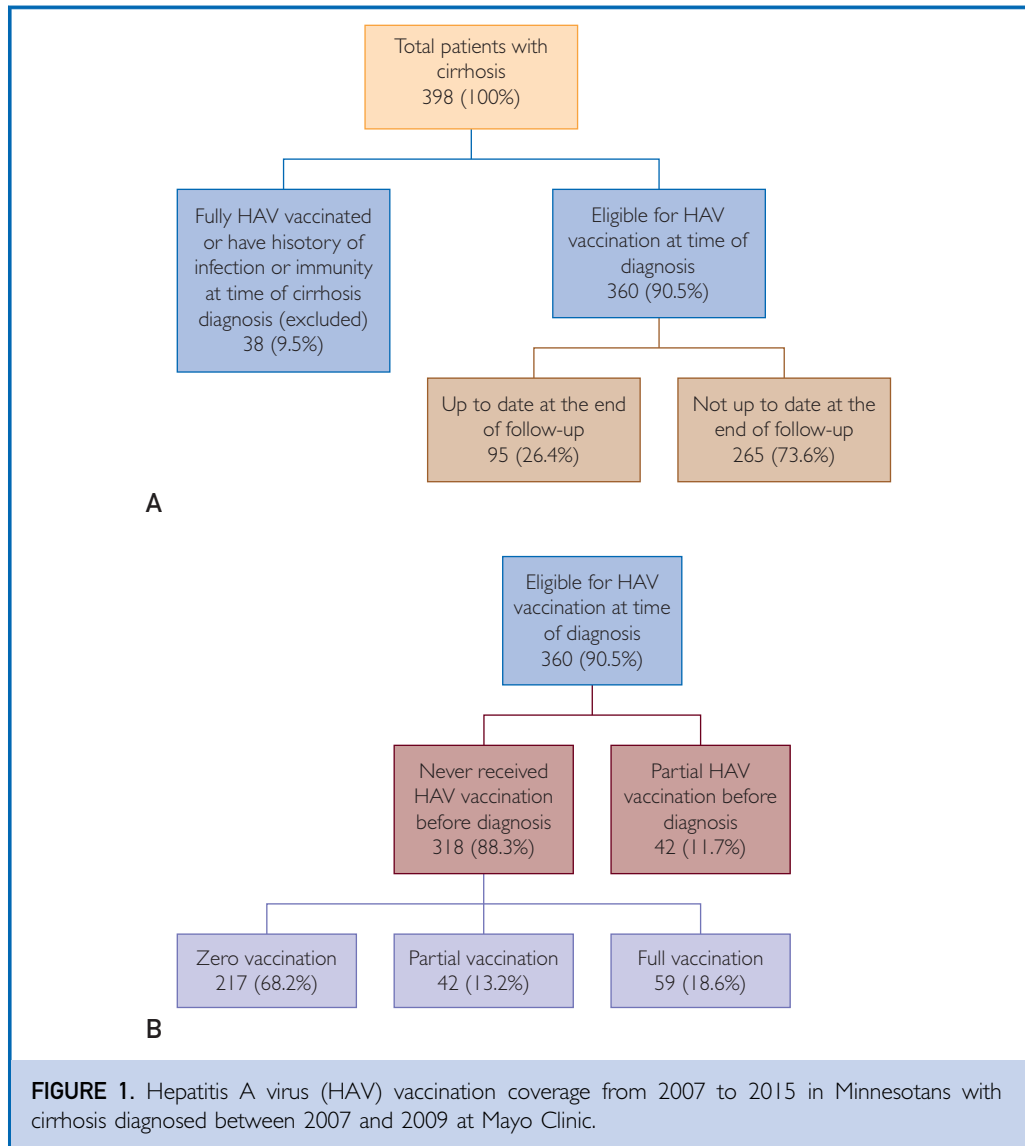 Total patients with
cirrhosis
398 (100%)
Fully HAV vaccinated
or have hisotory of
infection or immunity
at time of cirrhosis
diagnosis (excluded)
38 (9.5%)
Eligible for HAV
vaccination at time of
diagnosis
360 (90.5%)
Up to date at the end
of follow-up
95 (26.4%)
Not up to date at the
end of follow-up
265 (73.6%)
A
Eligible for HAV
vaccination at time
of diagnosis
360 (90.5%)
Never received
HAV vaccination
before diagnosis
318 (88.3%)
Partial HAV
vaccination before
diagnosis
42 (11.7%)
Zero vaccination
217 (68.2%)
Partial vaccination
42 (13.2%)
Full vaccination
59 (18.6%)
B
FIGURE 1. Hepatitis A virus (HAV) vaccination coverage from 2007 to 2015 in Minnesotans with
cirrhosis diagnosed between 2007 and 2009 at Mayo Clinic.